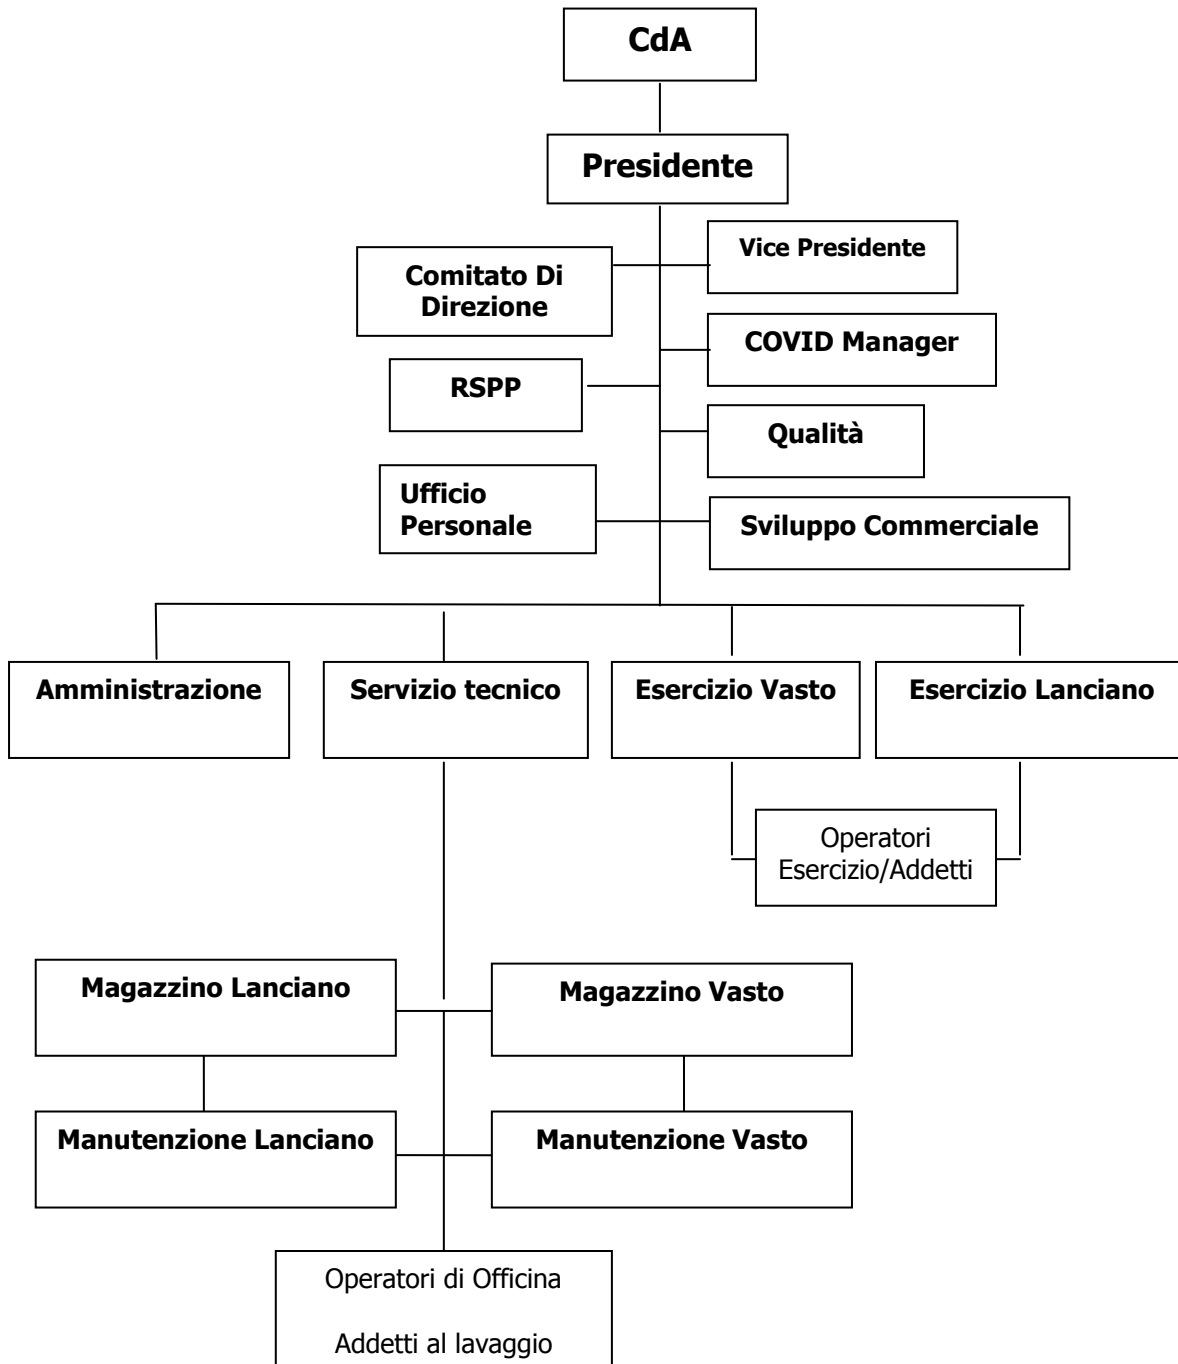 CdA
Presidente
Vice Presidente
Comitato Di
Direzione
COVID Manager
RSPP
Qualità
Ufficio
Personale
Sviluppo Commerciale
Amministrazione
Servizio tecnico
Esercizio Vasto
Esercizio Lanciano
Operatori
Esercizio/Addetti
Magazzino Lanciano
Magazzino Vasto
Manutenzione Lanciano
Manutenzione Vasto
Operatori di Officina
Addetti al lavaggio